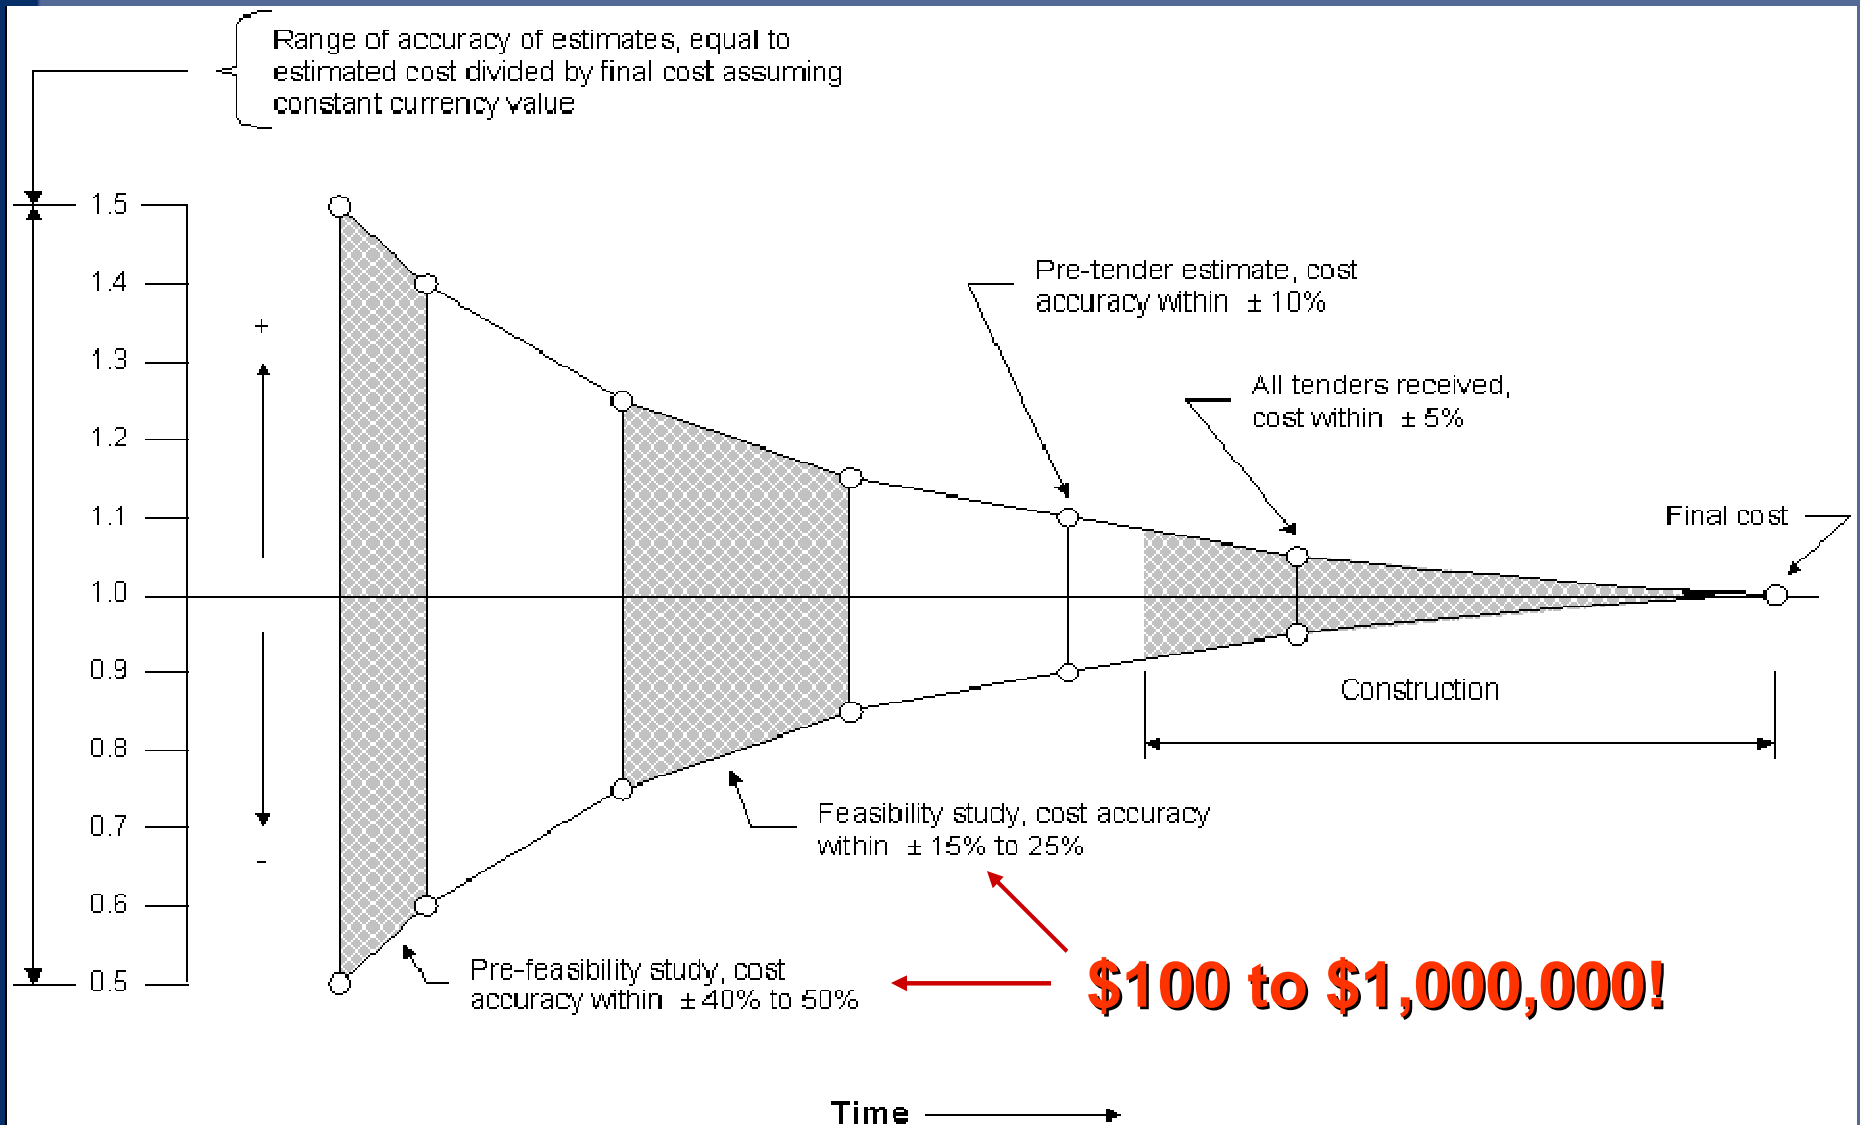 Range of accuracy of estimates, equal to
estimated cost divided by final cost assuming
constant currency value
1.5
1.4
1.3
1.2
1.1
1.0
0.9
0.8
0.7
0.6
0.5
+
-
Pre-tender estimate, cost
accuracy within ± 10%
All tenders received,
cost within ± 5%
Final cost
Construction
Feasibility study, cost accuracy
within ± 15% to 25%
Pre-feasibility study, cost
accuracy within ± 40% to 50%
$100 to $1,000,000!
Time